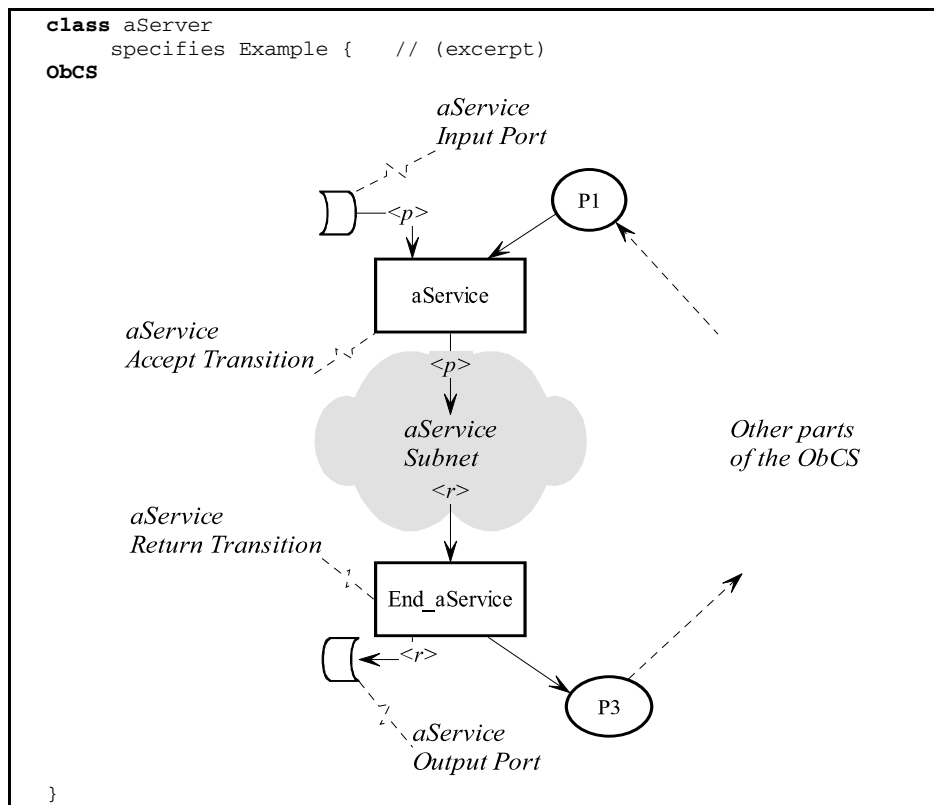 class aServer
specifies Example { // (excerpt)
ObCS
aService
Input Port
P1
<p>
aService
aService
Accept Transition
<p>
aService
Subnet
Other parts
of the ObCS
<r>
aService
Return Transition
End_aService
<r>
P3
aService
Output Port
}